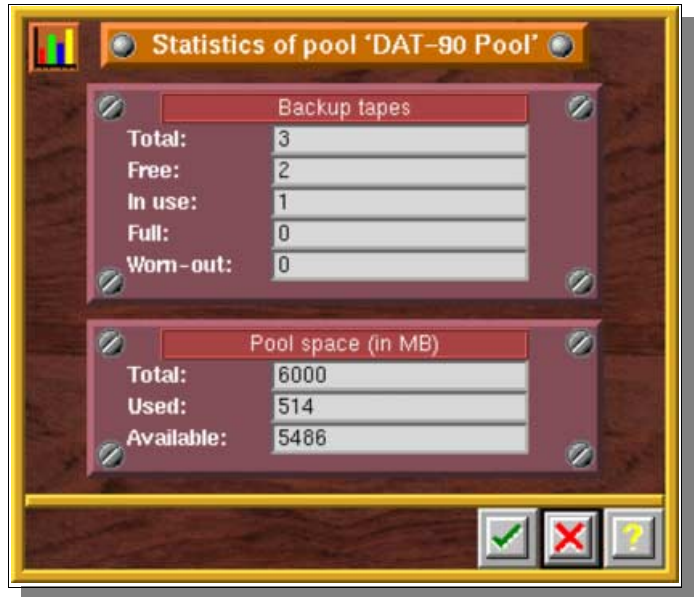 Statistics of pool 'DAT-90 Pool'
Backup tapes
Total: 3
Free: 2
In use: 1
Full: 0
Worn-out: 0
Pool space (in MB)
Total: 6000
Used: 514
Available: 5486
?